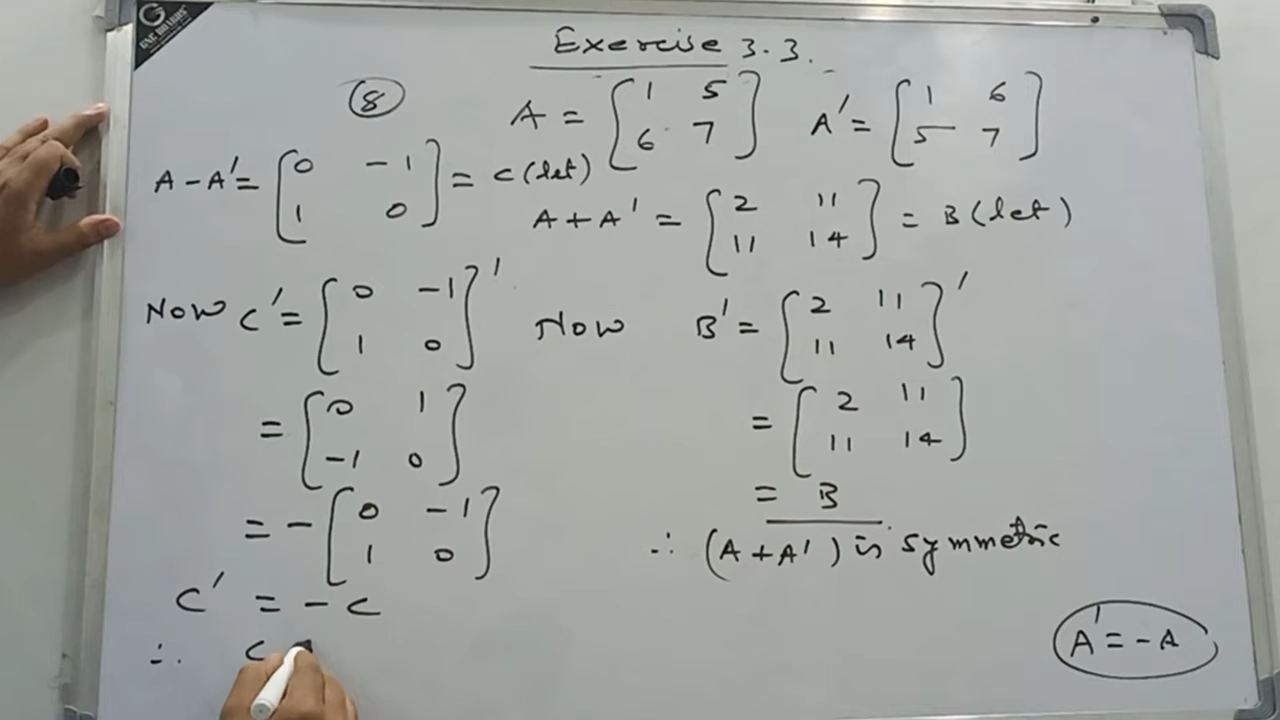 Exercise 3.3.
8
A = [1 5
6 7]
A' = [1 6
5 7]
A - A' = [0 -1
1 0] = C (let)
A + A' = [2 11
11 14] = B (let)
Now C' = [0 -1
1 0]'
= [0 1
-1 0]
= - [0 -1
1 0]
C' = - C
∴ C
Now B' = [2 11
11 14]'
= [2 11
11 14]
= B
∴ (A + A') is symmetric
A' = - A